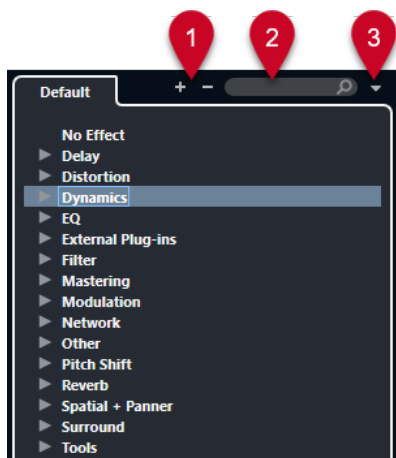 1 2 3
Default + −
No Effect
Delay
Distortion
Dynamics
EQ
External Plug-ins
Filter
Mastering
Modulation
Network
Other
Pitch Shift
Reverb
Spatial + Panner
Surround
Tools